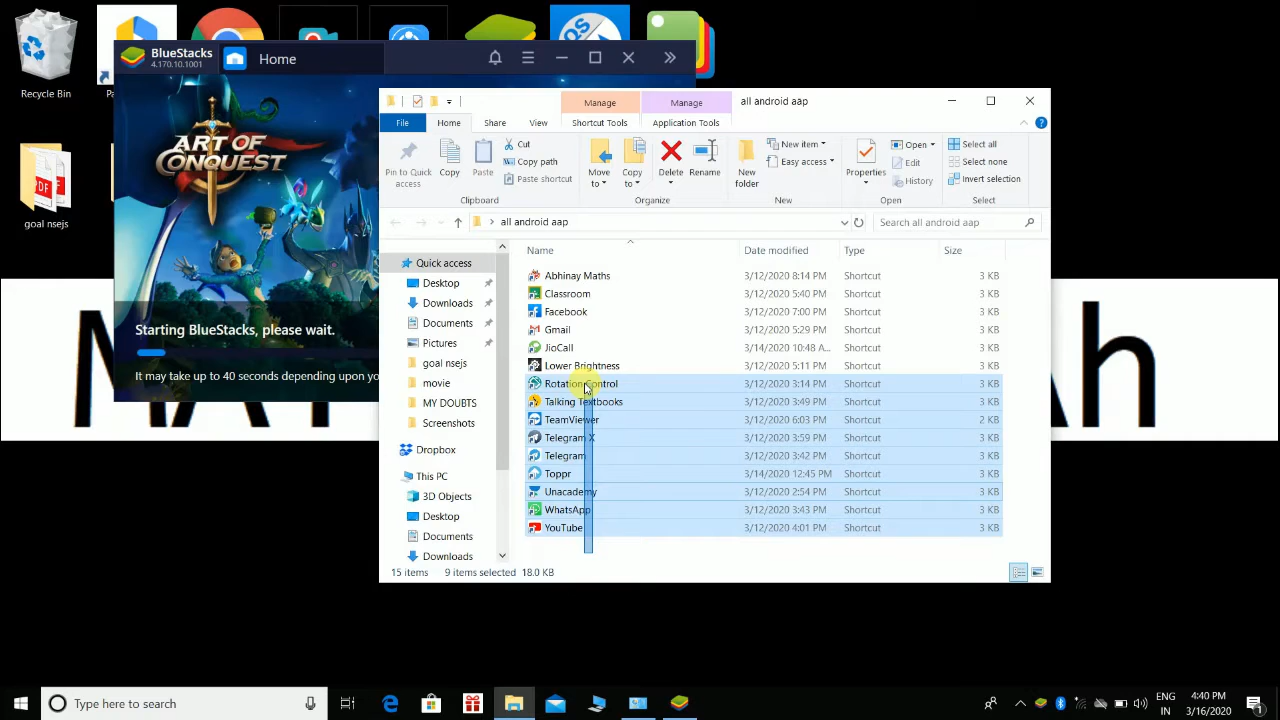 Recycle Bin
goal nsejs
BlueStacks
4.170.10.1001
Home
ART OF
CONQUEST
Starting BlueStacks, please wait.
It may take up to 40 seconds depending upon yo
Manage
Manage
all android aap
File
Home
Share
View
Shortcut Tools
Application Tools
Pin to Quick
access
Copy
Paste
Cut
Copy path
Paste shortcut
Clipboard
Move
to
Copy
to
Delete
Rename
Organize
New
folder
New item
Easy access
New
Properties
Open
Edit
History
Open
Select all
Select none
Invert selection
Select
all android aap
Search all android aap
Quick access
Desktop
Downloads
Documents
Pictures
goal nsejs
movie
MY DOUBTS
Screenshots
Dropbox
This PC
3D Objects
Desktop
Documents
Downloads
Name Date modified Type Size
Abhinay Maths 3/12/2020 8:14 PM Shortcut 3 KB
Classroom 3/12/2020 5:40 PM Shortcut 3 KB
Facebook 3/12/2020 7:00 PM Shortcut 3 KB
Gmail 3/12/2020 5:29 PM Shortcut 3 KB
JioCall 3/14/2020 10:48 A... Shortcut 3 KB
Lower Brightness 3/12/2020 5:11 PM Shortcut 3 KB
Rotation Control 3/12/2020 3:14 PM Shortcut 3 KB
Talking Textbooks 3/12/2020 3:49 PM Shortcut 3 KB
TeamViewer 3/12/2020 6:03 PM Shortcut 2 KB
Telegram X 3/12/2020 3:59 PM Shortcut 3 KB
Telegram 3/12/2020 3:42 PM Shortcut 3 KB
Toppr 3/14/2020 12:45 PM Shortcut 3 KB
Unacademy 3/12/2020 2:54 PM Shortcut 3 KB
WhatsApp 3/12/2020 3:43 PM Shortcut 3 KB
YouTube 3/12/2020 4:01 PM Shortcut 3 KB
15 items 9 items selected 18.0 KB
Type here to search
ENG
IN
4:40 PM
3/16/2020
1